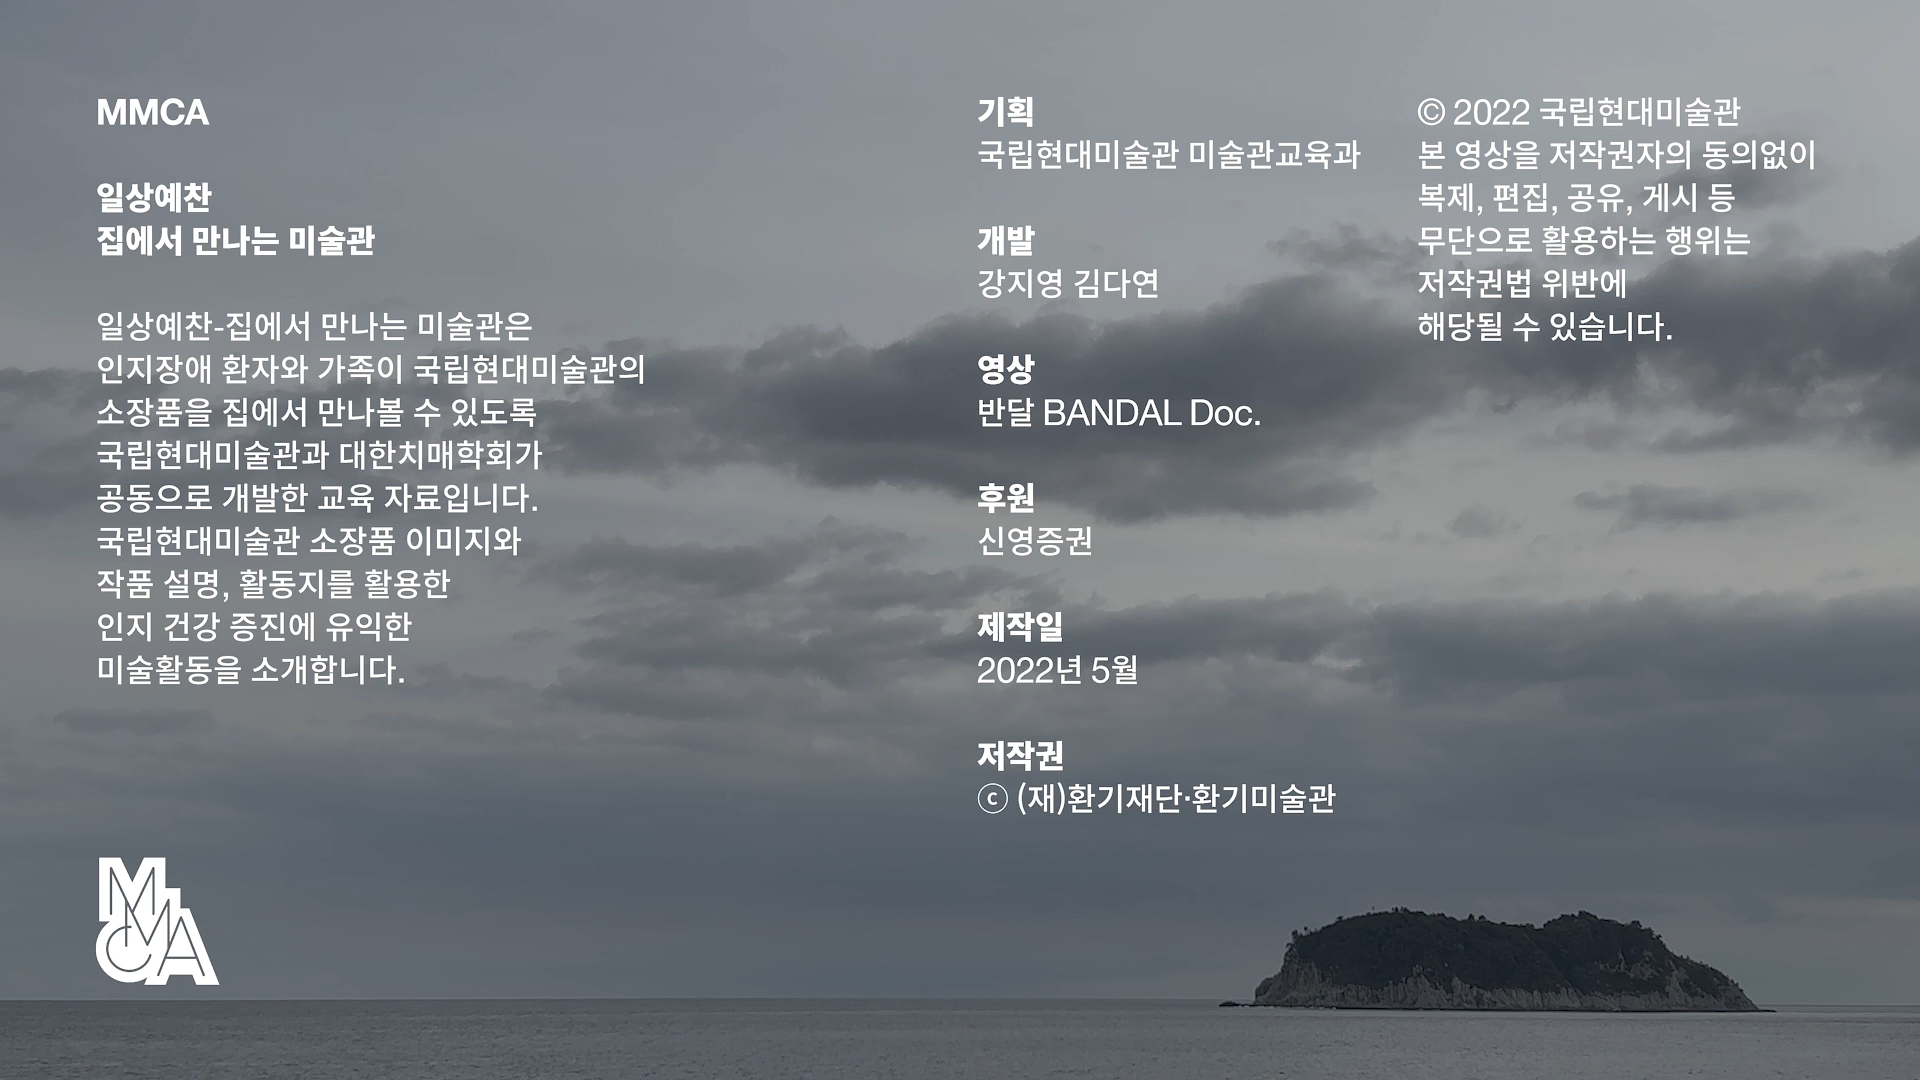 MMCA
일상예찬
집에서 만나는 미술관
일상예찬-집에서 만나는 미술관은
인지장애 환자와 가족이 국립현대미술관의
소장품을 집에서 만나볼 수 있도록
국립현대미술관과 대한치매학회가
공동으로 개발한 교육 자료입니다.
국립현대미술관 소장품 이미지와
작품 설명, 활동지를 활용한
인지 건강 증진에 유익한
미술활동을 소개합니다.
MMCA
기획
국립현대미술관 미술관교육과
개발
강지영 김다연
영상
반달 BANDAL Doc.
후원
신영증권
제작일
2022년 5월
저작권
ⓒ (재)환기재단·환기미술관
© 2022 국립현대미술관
본 영상을 저작권자의 동의없이
복제, 편집, 공유, 게시 등
무단으로 활용하는 행위는
저작권법 위반에
해당될 수 있습니다.